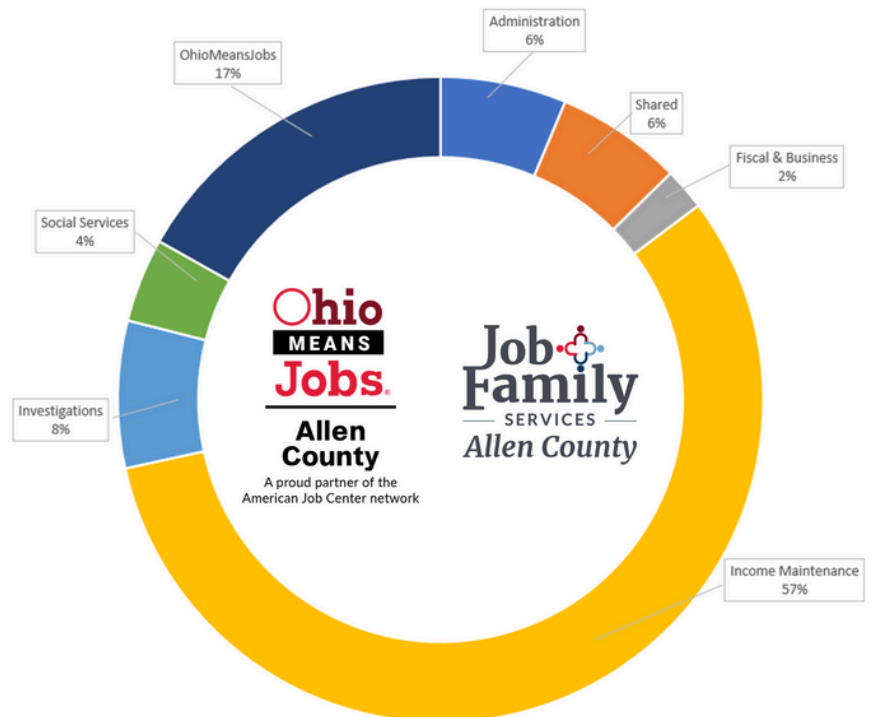 Administration
6%
OhioMeansJobs
17%
Shared
6%
Fiscal & Business
2%
Social Services
4%
Ohio
MEANS
Jobs®
Allen
County
A proud partner of the
American Job Center network
Job
Family
SERVICES
Allen County
Investigations
8%
Income Maintenance
57%